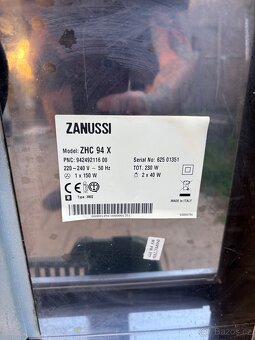 ZANUSSI
Model: ZHC 94 X
PNC: 942492116 00 Serial No: 625 01351
220 - 240 V ~ 50 Hz TOT. 230 W
1 x 150 W 2 x 40 W
Type:
MADE IN ITALY